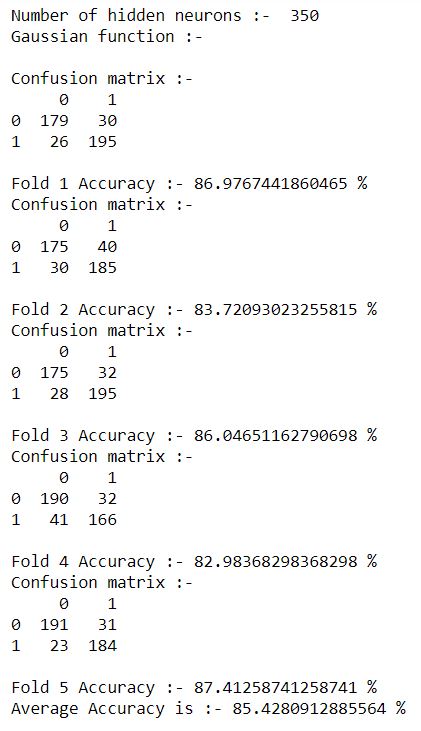 Number of hidden neurons :-  350
Gaussian function :-
Confusion matrix :-
     0    1
0  179   30
1   26  195
Fold 1 Accuracy :- 86.9767441860465 %
Confusion matrix :-
     0    1
0  175   40
1   30  185
Fold 2 Accuracy :- 83.72093023255815 %
Confusion matrix :-
     0    1
0  175   32
1   28  195
Fold 3 Accuracy :- 86.04651162790698 %
Confusion matrix :-
     0    1
0  190   32
1   41  166
Fold 4 Accuracy :- 82.98368298368298 %
Confusion matrix :-
     0    1
0  191   31
1   23  184
Fold 5 Accuracy :- 87.41258741258741 %
Average Accuracy is :- 85.4280912885564 %